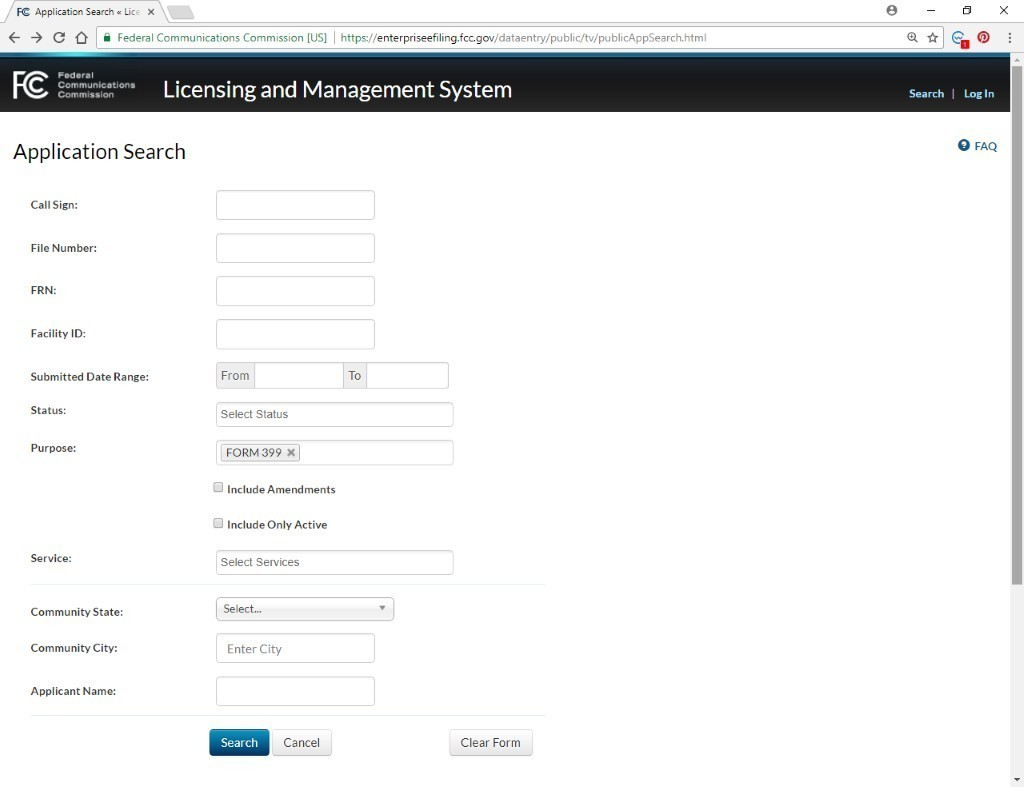 FC Application Search « Lice
Federal Communications Commission [US] | https://enterpriseefiling.fcc.gov/dataentry/public/tv/publicAppSearch.html
1
FC Federal Communications Commission
Licensing and Management System
Search | Log In
Application Search
FAQ
Call Sign:
File Number:
FRN:
Facility ID:
Submitted Date Range: From To
Status: Select Status
Purpose: FORM 399
Include Amendments
Include Only Active
Service: Select Services
Community State: Select...
Community City: Enter City
Applicant Name:
Search Cancel Clear Form